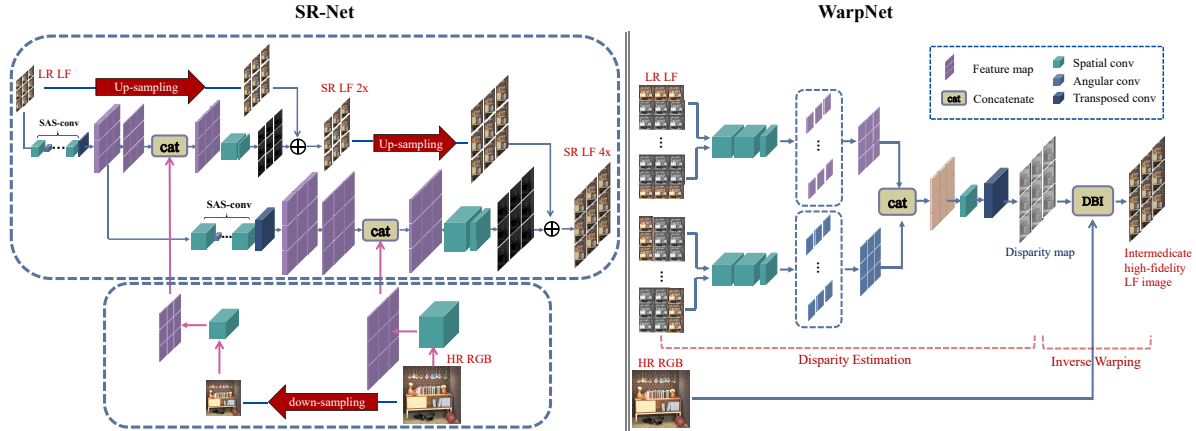 SR-Net
LR LF
Up-sampling
SAS-conv
cat
SR LF 2x
Up-sampling
SR LF 4x
SAS-conv
cat
HR RGB
down-sampling
WarpNet
LR LF
Feature map
cat
Concatenate
Spatial conv
Angular conv
Transposed conv
cat
DBI
Disparity map
Intermedicate
high-fidelity
LF image
Disparity Estimation
Inverse Warping
HR RGB